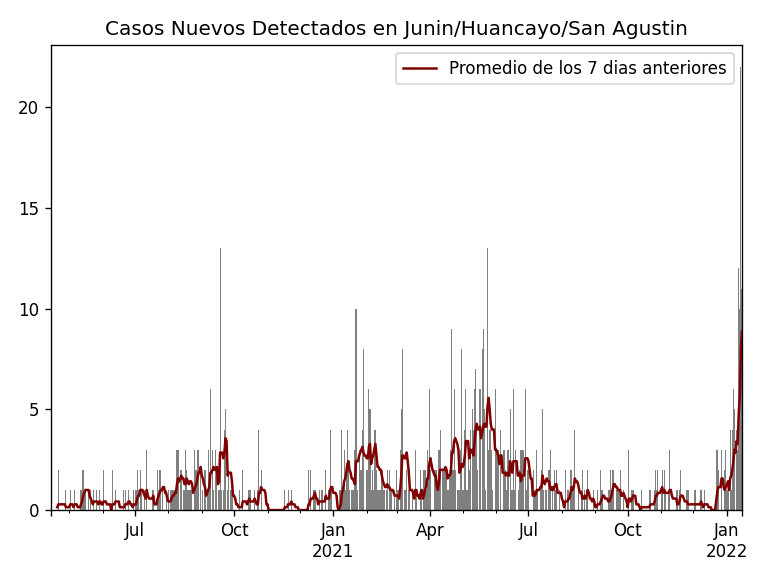 Casos Nuevos Detectados en Junin/Huancayo/San Agustin
Promedio de los 7 dias anteriores
20
15
10
5
0
Jul Oct Jan Apr Jul Oct Jan
2021 2022